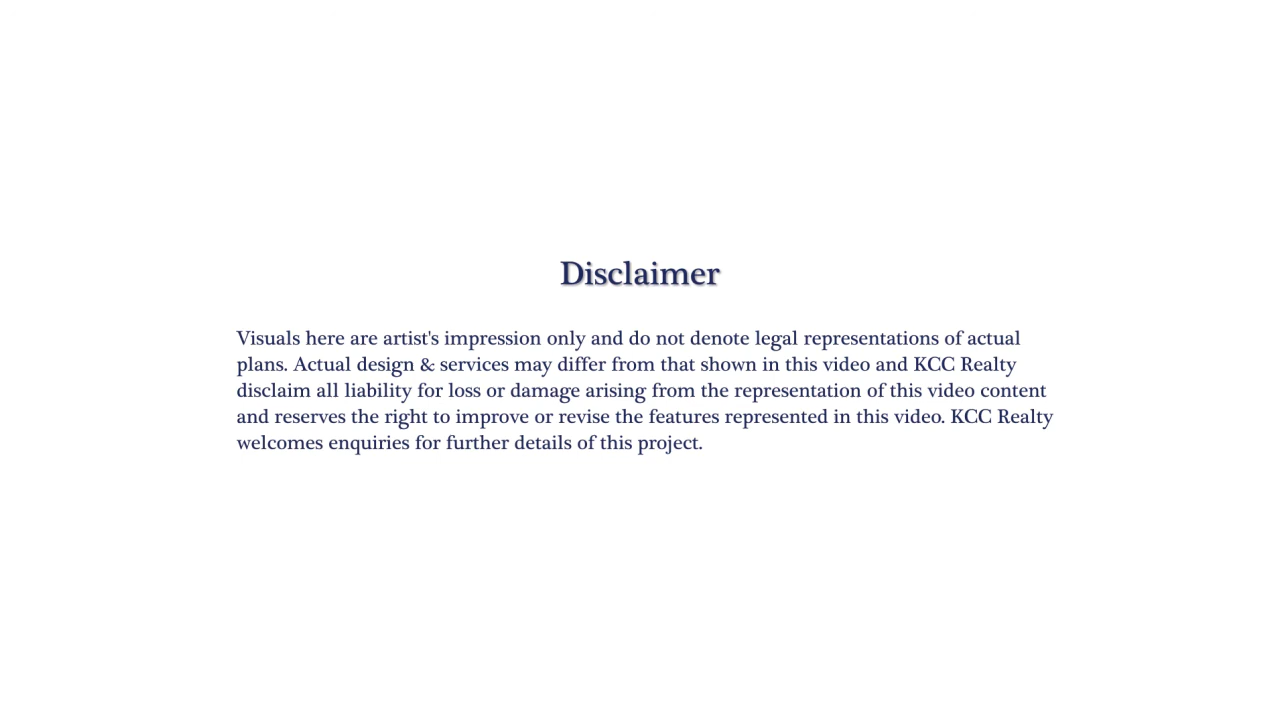 Disclaimer
Visuals here are artist's impression only and do not denote legal representations of actual
plans. Actual design & services may differ from that shown in this video and KCC Realty
disclaim all liability for loss or damage arising from the representation of this video content
and reserves the right to improve or revise the features represented in this video. KCC Realty
welcomes enquiries for further details of this project.